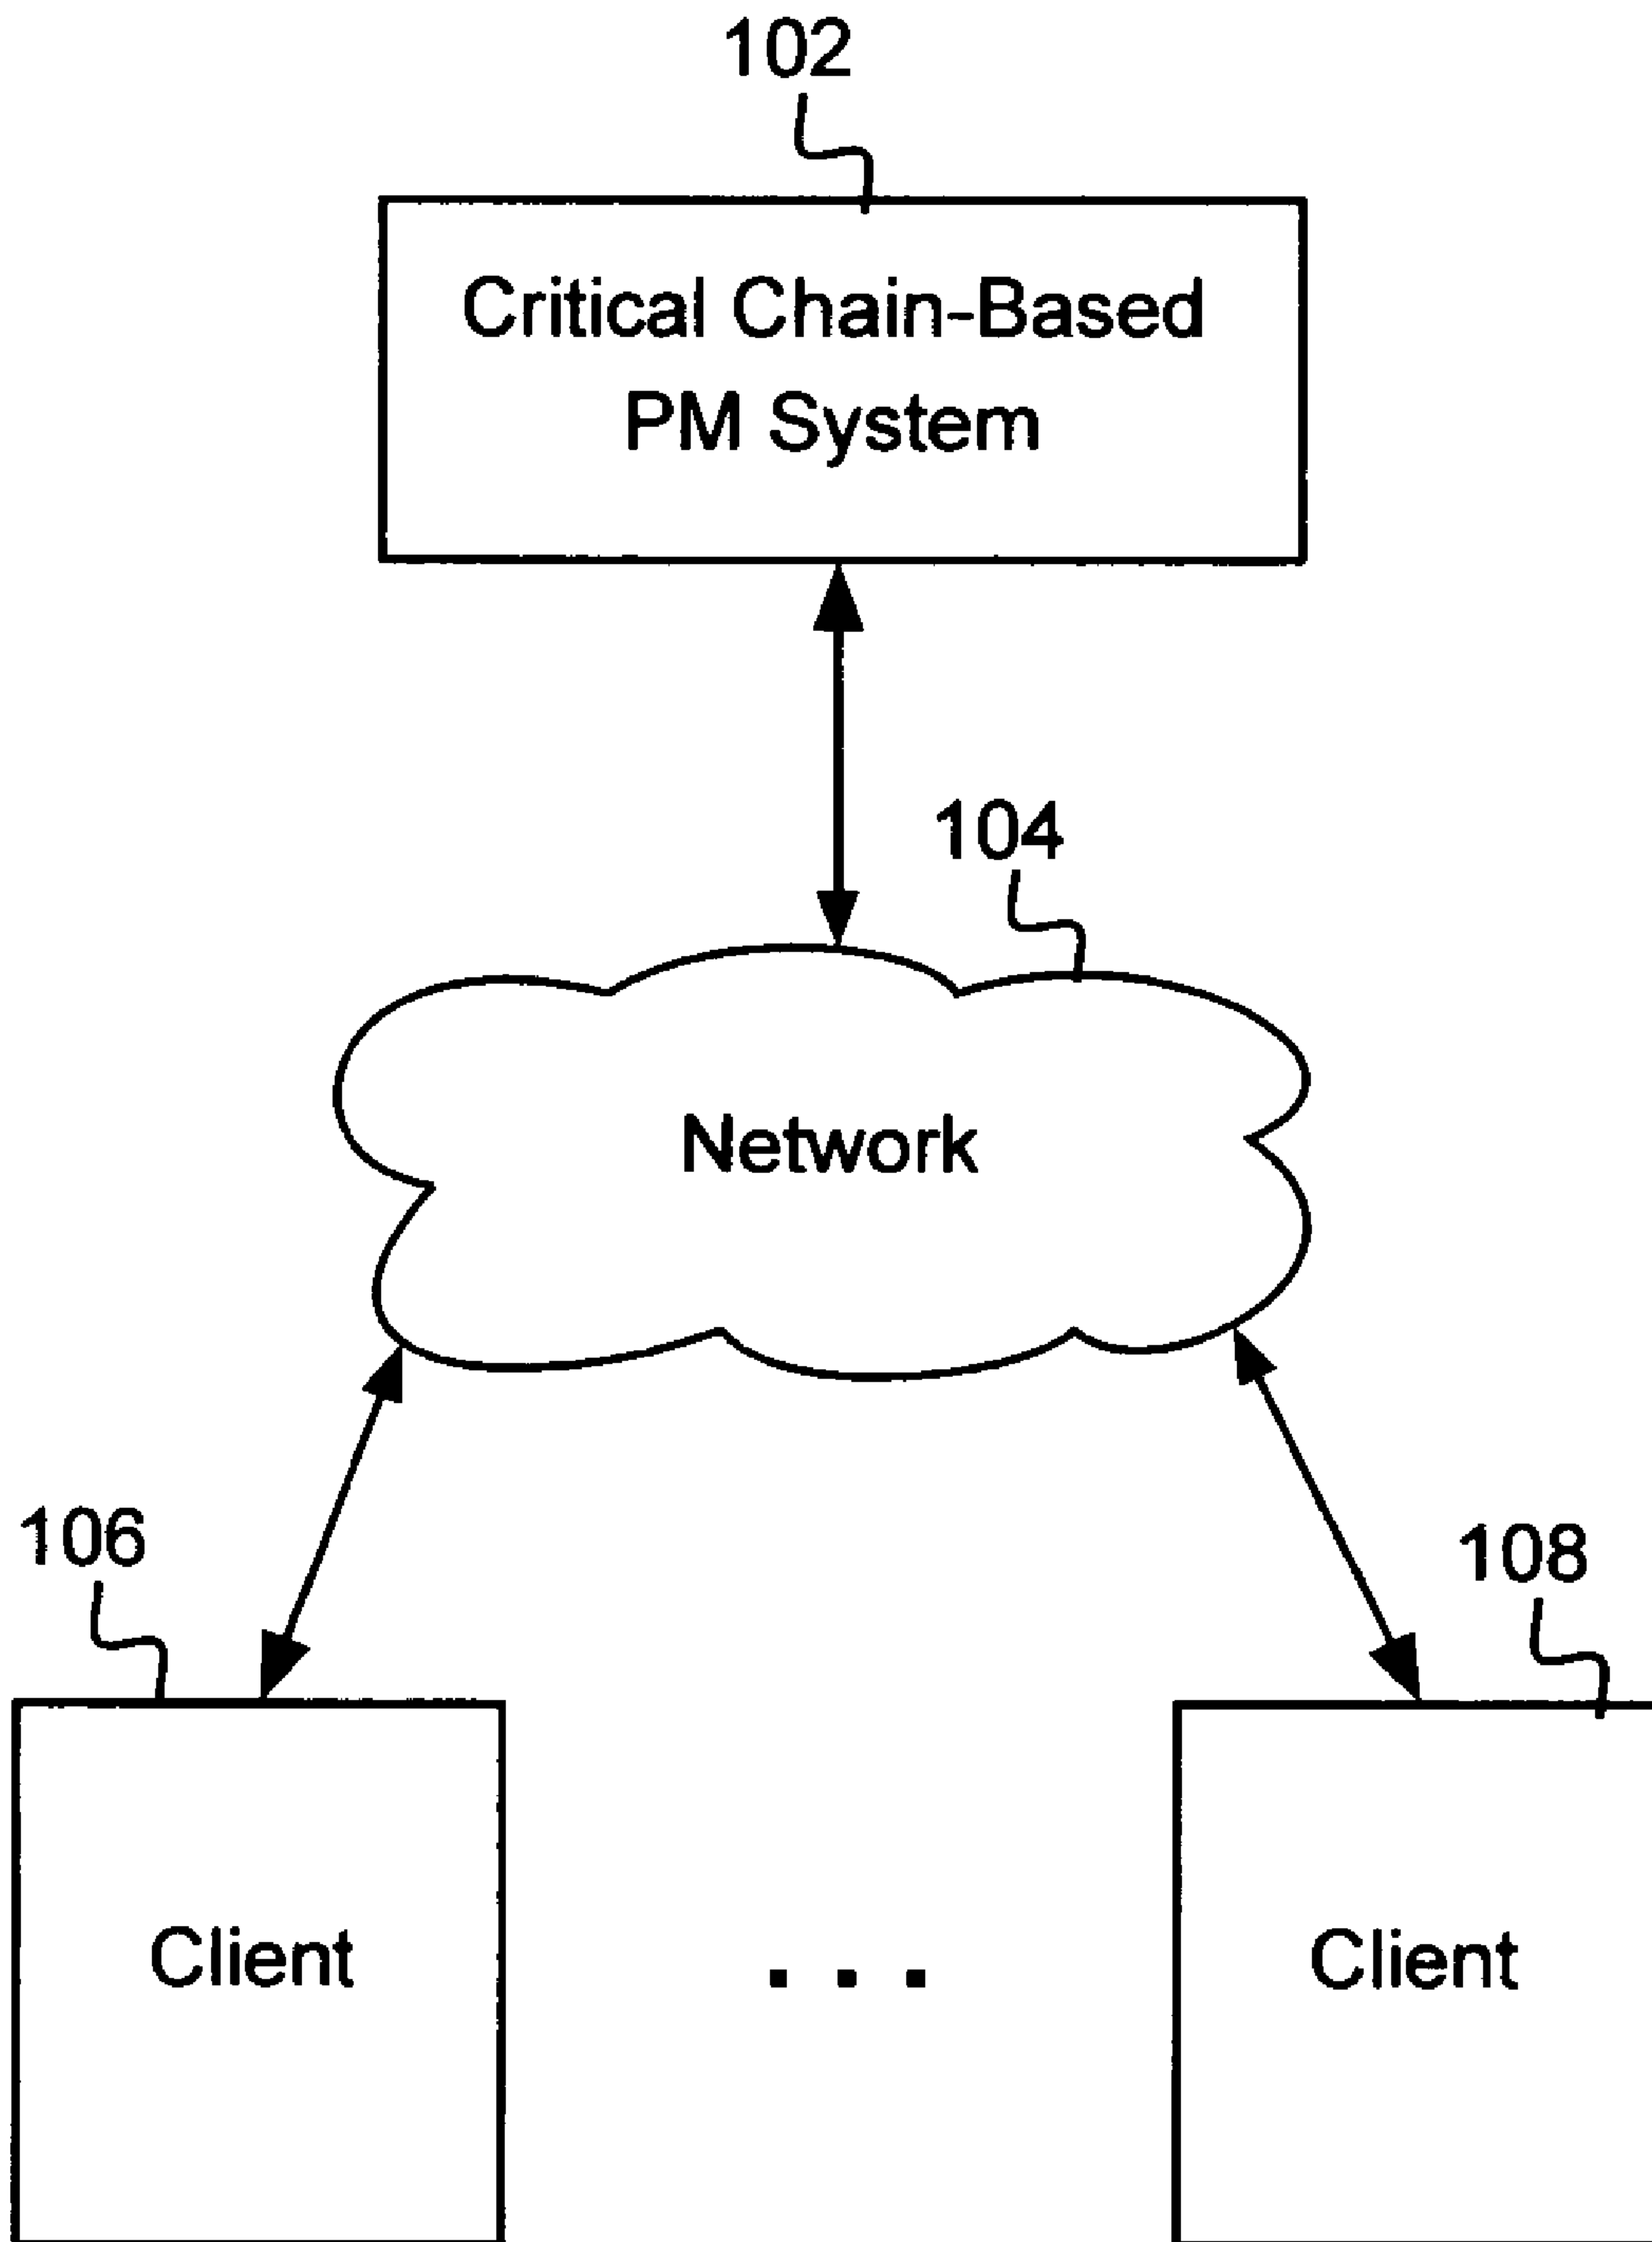 102
Critical Chain-Based
PM System
104
Network
106
108
Client
. . .
Client